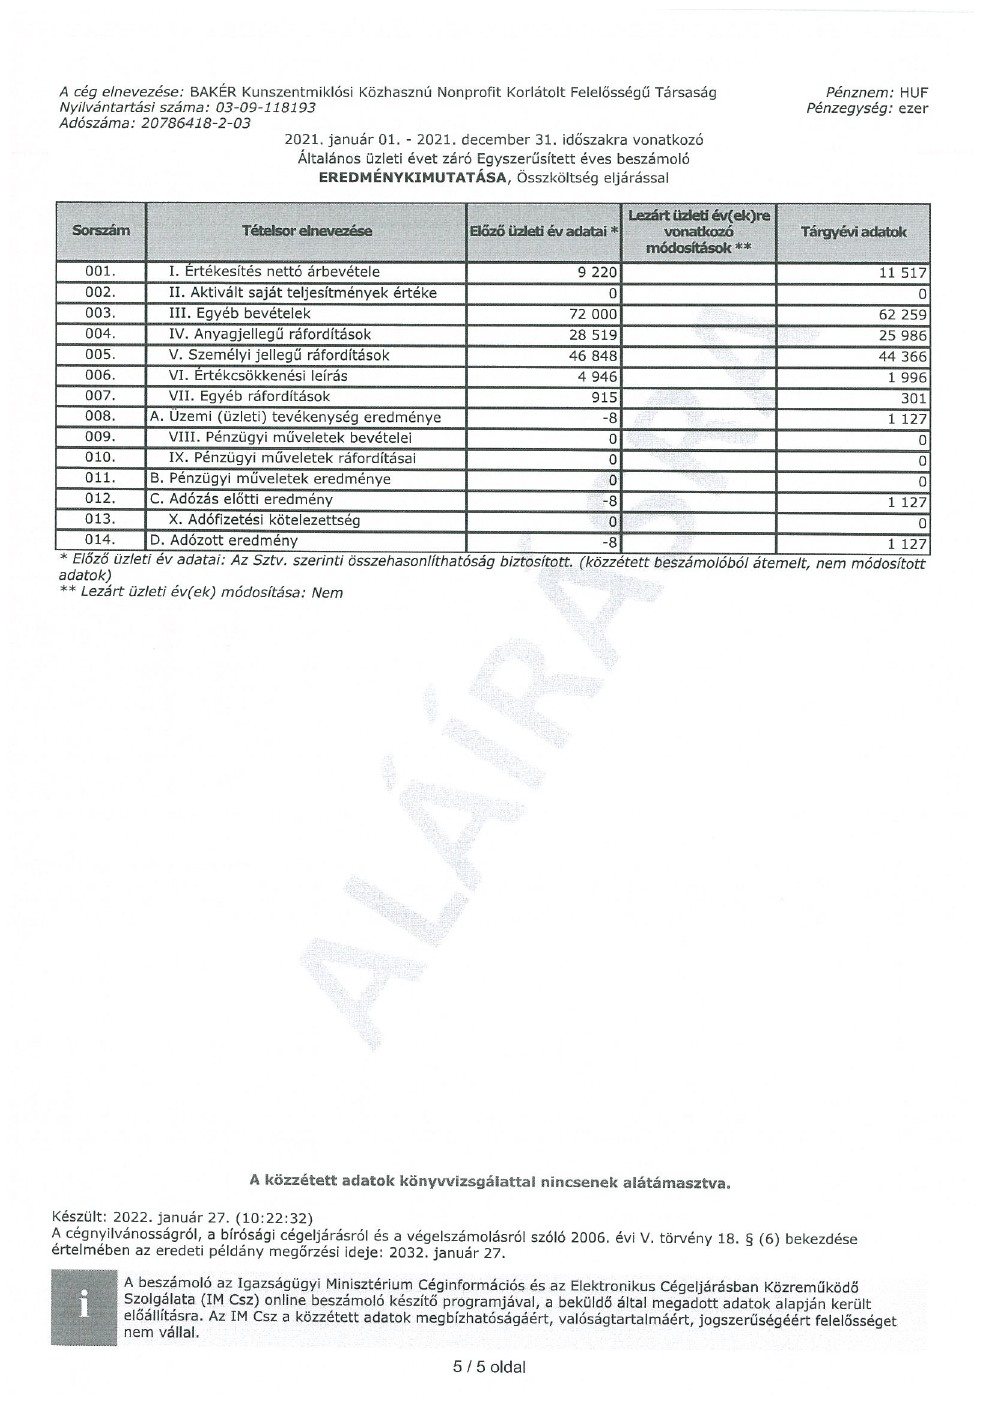 A cég elnevezése: BAKÉR Kunszentmiklósi Közhasznú Nonprofit Korlátolt Felelősségű Társaság Pénznem: HUF
Nyilvántartási száma: 03-09-118193 Pénzegység: ezer
Adószáma: 20786418-2-03
2021. január 01. - 2021. december 31. időszakra vonatkozó
Általános üzleti évet záró Egyszerűsített éves beszámoló
EREDMÉNYKIMUTATÁSA, Összköltség eljárással
Sorszám Tételsor elnevezése Előző üzleti év adatai * Lezárt üzleti év(ek)re vonatkozó módosítások ** Tárgyévi adatok
001. I. Értékesítés nettó árbevétele 9 220 11 517
002. II. Aktivált saját teljesítmények értéke 0 0
003. III. Egyéb bevételek 72 000 62 259
004. IV. Anyagjellegű ráfordítások 28 519 25 986
005. V. Személyi jellegű ráfordítások 46 848 44 366
006. VI. Értékcsökkenési leírás 4 946 1 996
007. VII. Egyéb ráfordítások 915 301
008. A. Üzemi (üzleti) tevékenység eredménye -8 1 127
009. VIII. Pénzügyi műveletek bevételei 0 0
010. IX. Pénzügyi műveletek ráfordításai 0 0
011. B. Pénzügyi műveletek eredménye 0 0
012. C. Adózás előtti eredmény -8 1 127
013. X. Adófizetési kötelezettség 0 0
014. D. Adózott eredmény -8 1 127
* Előző üzleti év adatai: Az Sztv. szerinti összehasonlíthatóság biztosított. (közzétett beszámolóból átemelt, nem módosított
adatok)
** Lezárt üzleti év(ek) módosítása: Nem
ALÁÍRÁSRA
A közzétett adatok könyvvizsgálattal nincsenek alátámasztva.
Készült: 2022. január 27. (10:22:32)
A cégnyilvánosságról, a bírósági cégeljárásról és a végelszámolásról szóló 2006. évi V. törvény 18. § (6) bekezdése
értelmében az eredeti példány megőrzési ideje: 2032. január 27.
i
A beszámoló az Igazságügyi Minisztérium Céginformációs és az Elektronikus Cégeljárásban Közreműködő
Szolgálata (IM Csz) online beszámoló készítő programjával, a beküldő által megadott adatok alapján került
előállításra. Az IM Csz a közzétett adatok megbízhatóságáért, valóságtartalmáért, jogszerűségéért felelősséget
nem vállal.
5 / 5 oldal